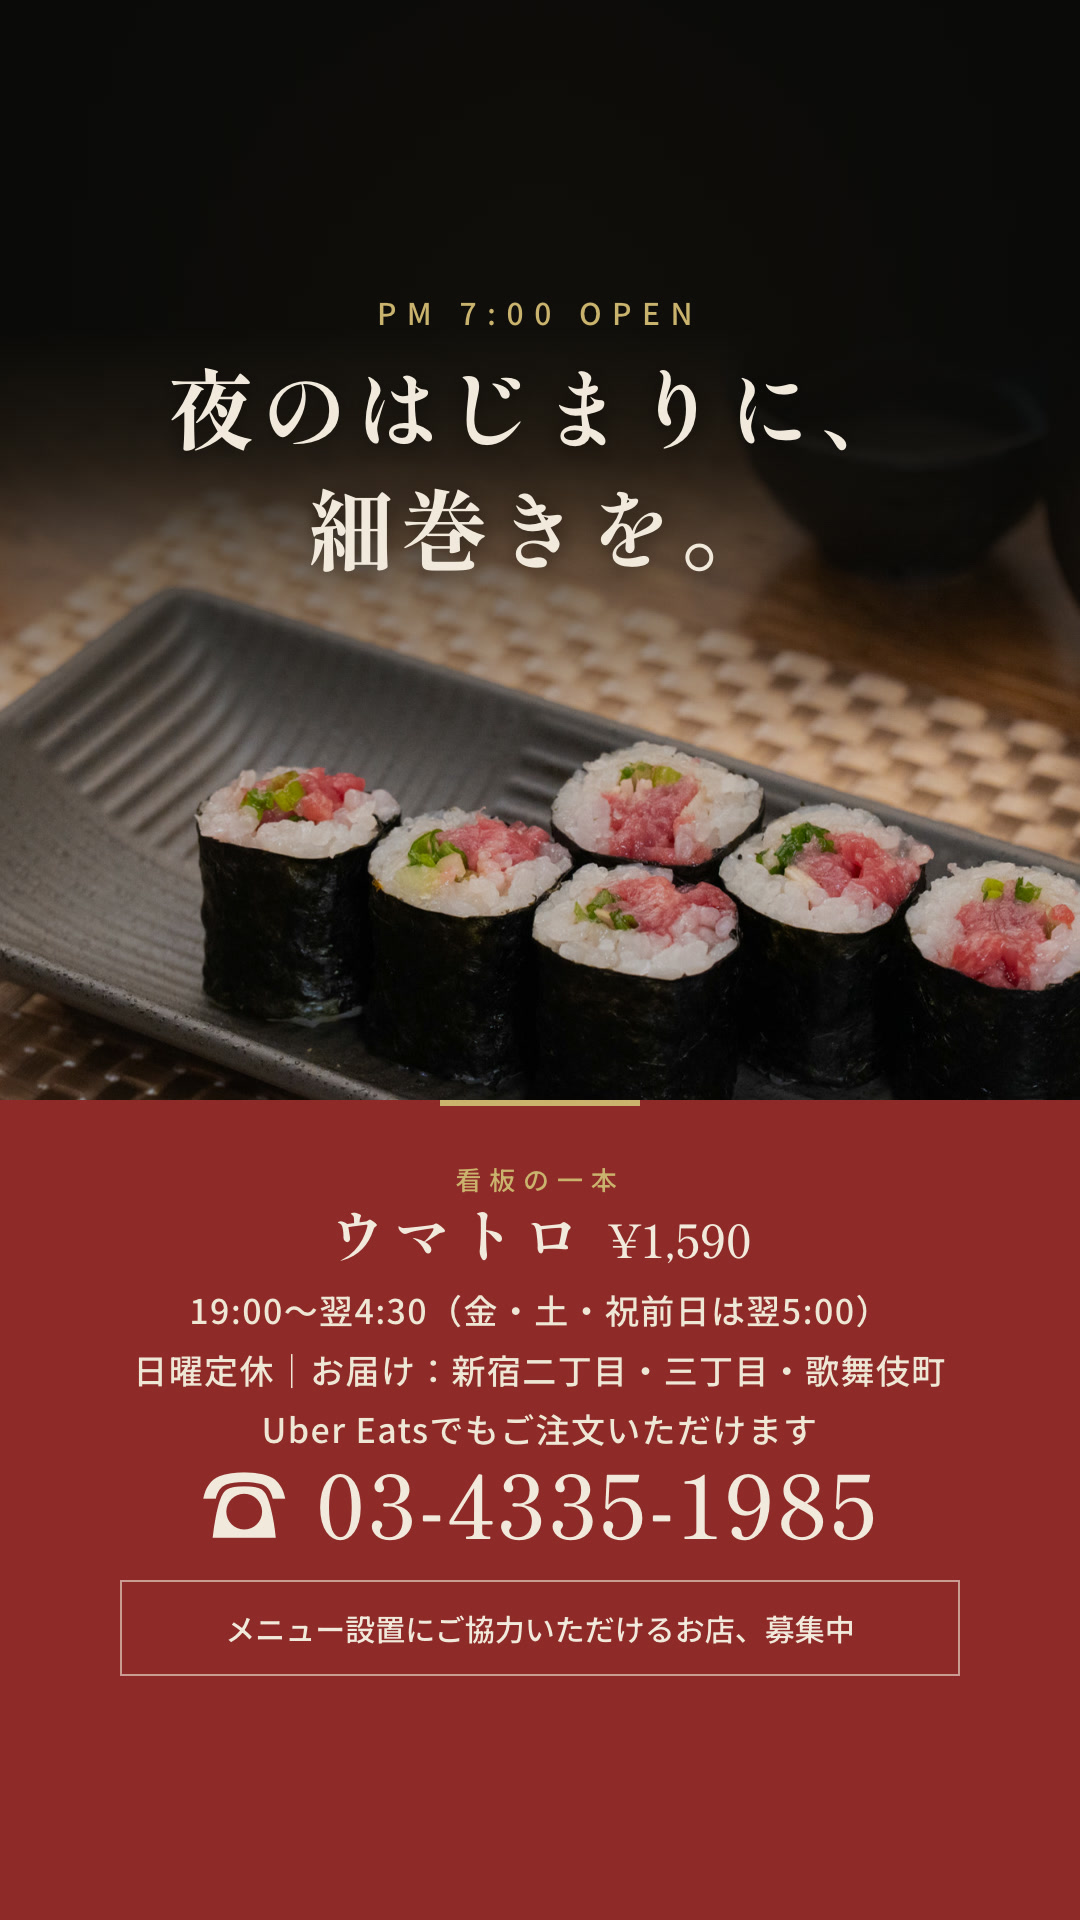 PM 7:00 OPEN
夜のはじまりに、
細巻きを。
看板の一本
ウマトロ ¥1,590
19:00〜翌4:30（金・土・祝前日は翌5:00）
日曜定休｜お届け：新宿二丁目・三丁目・歌舞伎町
Uber Eatsでもご注文いただけます
☎ 03-4335-1985
メニュー設置にご協力いただけるお店、募集中